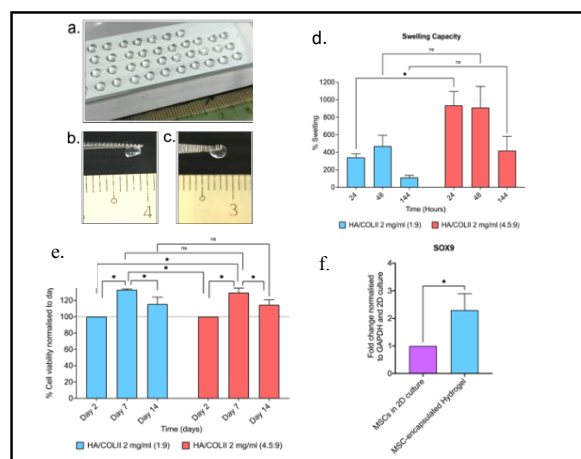 a.
b.
c.
4
3
d.
Swelling Capacity
ns
ns
*
% Swelling
1200
1000
800
600
400
200
0
24 48 144 24 48 144
Time (Hours)
HA/COLII 2 mg/ml (1:9) HA/COLII 2 mg/ml (4.5:9)
e.
ns
ns
*
*
* * * *
% Cell viability normalised to day
120
100
80
60
40
20
0
Day 2 Day 7 Day 14 Day 2 Day 7 Day 14
Time (days)
HA/COLII 2 mg/ml (1:9) HA/COLII 2 mg/ml (4.5:9)
f.
SOX9
*
Fold change normalised
to GAPDH and 2D culture
4
3
2
1
0
MSCs in 2D culture
MSC-encapsulated Hydrogel